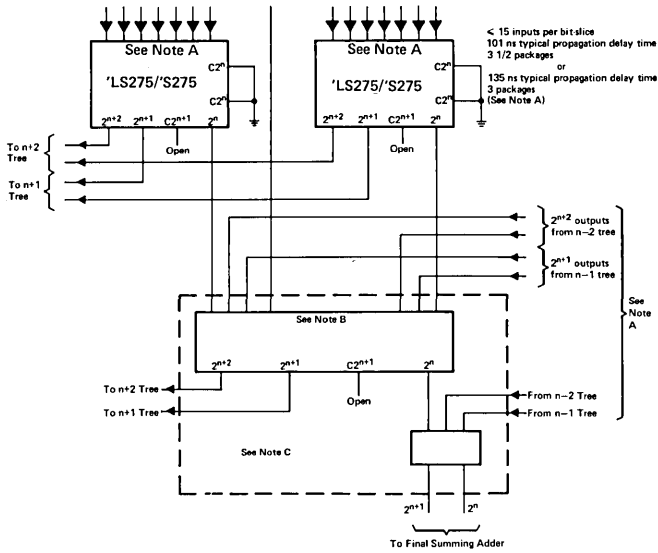 See Note A
'LS275/'S275
C2ⁿ
C2ⁿ
2ⁿ⁺² 2ⁿ⁺¹ C2ⁿ⁺¹ 2ⁿ
Open
See Note A
'LS275/'S275
C2ⁿ
C2ⁿ
2ⁿ⁺² 2ⁿ⁺¹ C2ⁿ⁺¹ 2ⁿ
Open
< 15 inputs per bit-slice
101 ns typical propagation delay time
3 1/2 packages
or
135 ns typical propagation delay time
3 packages
(See Note A)
To n+2
Tree
To n+1
Tree
2ⁿ⁺² outputs
from n−2 tree
2ⁿ⁺¹ outputs
from n−1 tree
See
Note
A
See Note B
2ⁿ⁺² 2ⁿ⁺¹ C2ⁿ⁺¹ 2ⁿ
Open
To n+2 Tree
To n+1 Tree
From n−2 Tree
From n−1 Tree
See Note C
2ⁿ⁺¹ 2ⁿ
To Final Summing Adder